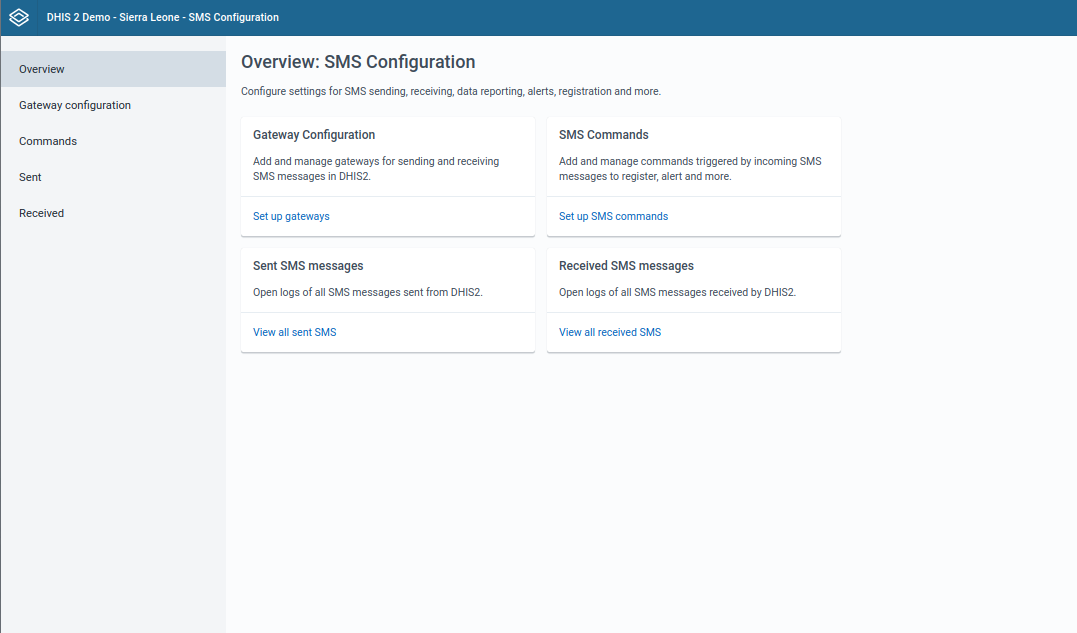 DHIS 2 Demo - Sierra Leone - SMS Configuration
Overview
Gateway configuration
Commands
Sent
Received
Overview: SMS Configuration
Configure settings for SMS sending, receiving, data reporting, alerts, registration and more.
Gateway Configuration
Add and manage gateways for sending and receiving
SMS messages in DHIS2.
Set up gateways
SMS Commands
Add and manage commands triggered by incoming SMS
messages to register, alert and more.
Set up SMS commands
Sent SMS messages
Open logs of all SMS messages sent from DHIS2.
View all sent SMS
Received SMS messages
Open logs of all SMS messages received by DHIS2.
View all received SMS